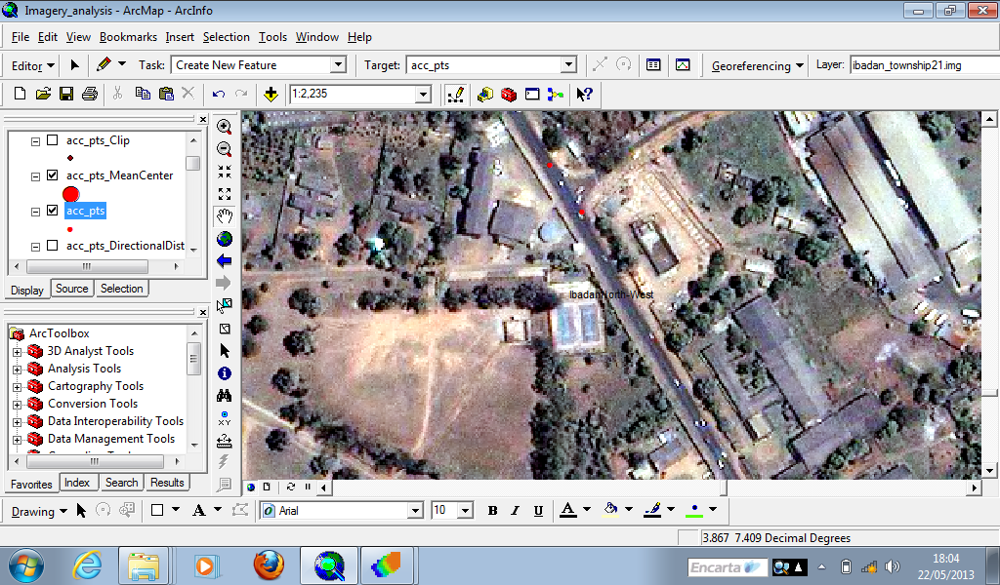 Imagery_analysis - ArcMap - ArcInfo
File Edit View Bookmarks Insert Selection Tools Window Help
Editor Task: Create New Feature Target: acc_pts Georeferencing Layer: ibadan_township21.img
1:2,235
acc_pts_Clip
acc_pts_MeanCenter
acc_pts
acc_pts_DirectionalDist
Display Source Selection
ArcToolbox
3D Analyst Tools
Analysis Tools
Cartography Tools
Conversion Tools
Data Interoperability Tools
Data Management Tools
Favorites Index Search Results
IbadanNorth-West
Drawing A Arial 10 B I U A
3.867 7.409 Decimal Degrees
Encarta
18:04
22/05/2013